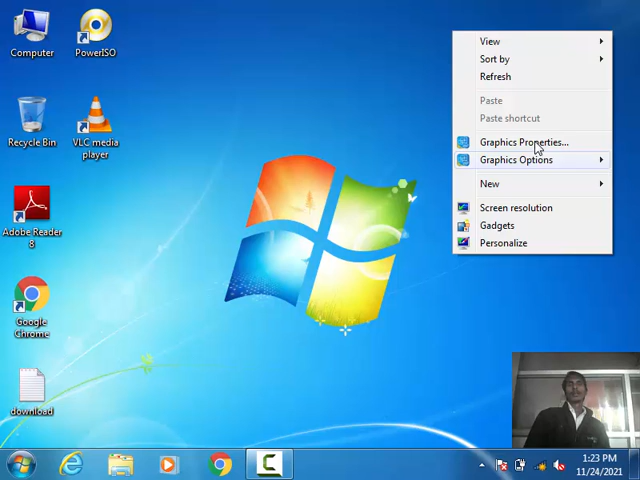 Computer
PowerISO
Recycle Bin
VLC media
player
Adobe Reader
8
Google
Chrome
download
View
Sort by
Refresh
Paste
Paste shortcut
Graphics Properties...
Graphics Options
New
Screen resolution
Gadgets
Personalize
1:23 PM
11/24/2021